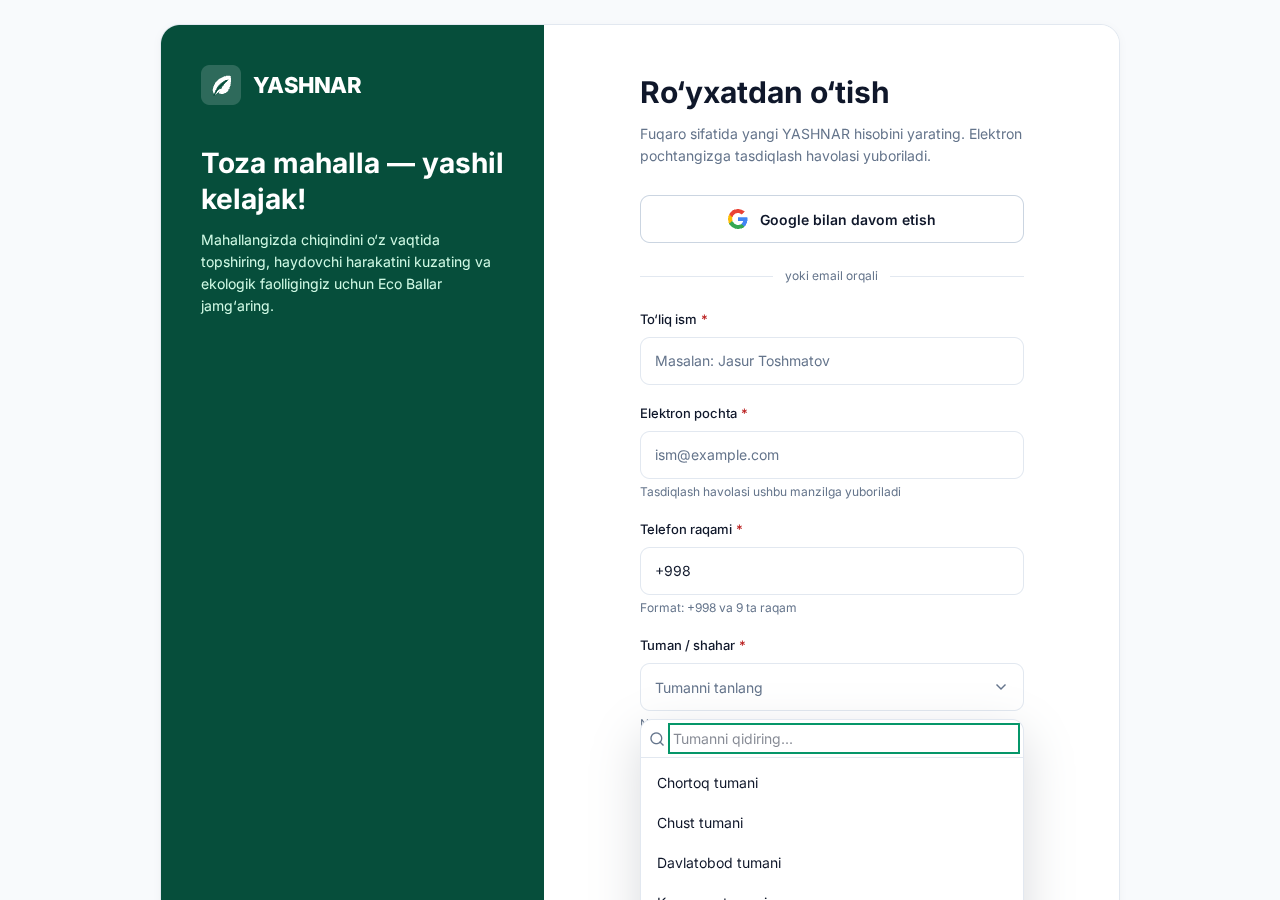 YASHNAR
Toza mahalla — yashil
kelajak!
Mahallangizda chiqindini o‘z vaqtida
topshiring, haydovchi harakatini kuzating va
ekologik faolligingiz uchun Eco Ballar
jamg‘aring.
Ro‘yxatdan o‘tish
Fuqaro sifatida yangi YASHNAR hisobini yarating. Elektron
pochtangizga tasdiqlash havolasi yuboriladi.
Google bilan davom etish
yoki email orqali
To‘liq ism *
Masalan: Jasur Toshmatov
Elektron pochta *
ism@example.com
Tasdiqlash havolasi ushbu manzilga yuboriladi
Telefon raqami *
+998
Format: +998 va 9 ta raqam
Tuman / shahar *
Tumanni tanlang
Tumanni qidiring...
Chortoq tumani
Chust tumani
Davlatobod tumani